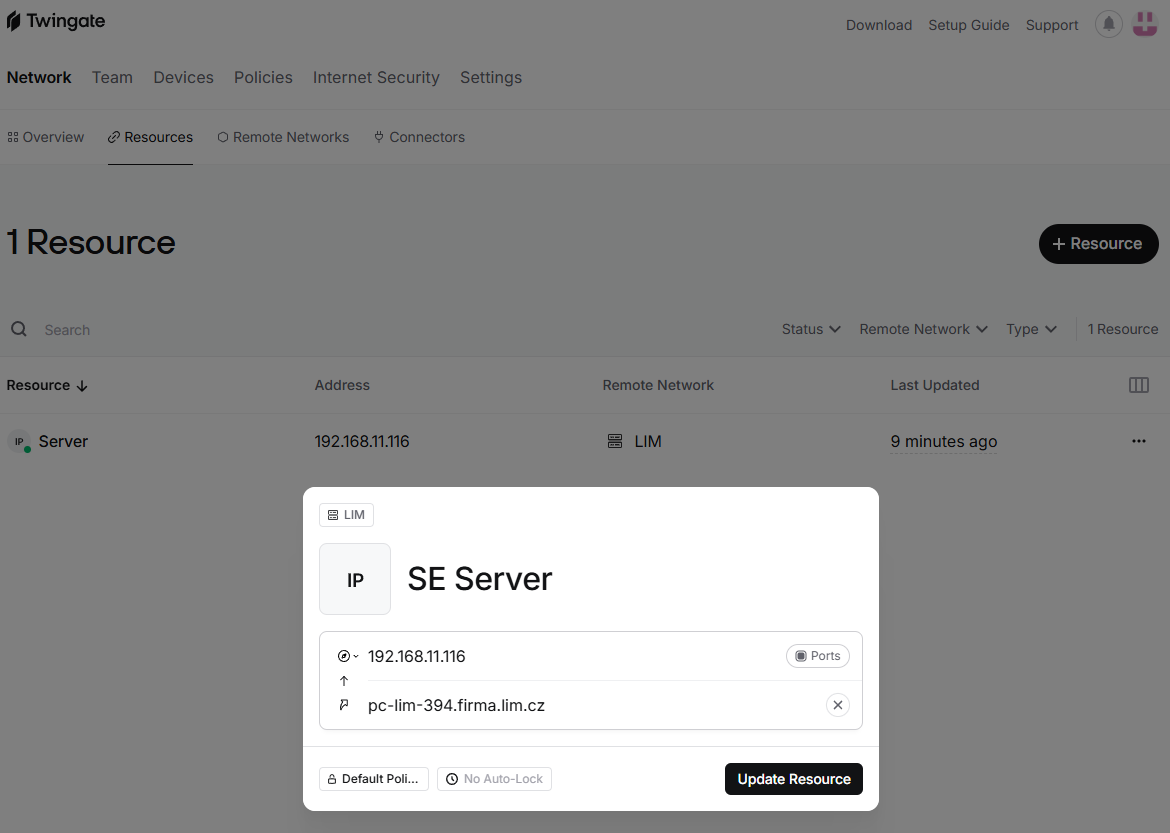 Twingate
Download Setup Guide Support
Network Team Devices Policies Internet Security Settings
Overview Resources Remote Networks Connectors
1 Resource
+ Resource
Search
Status Remote Network Type 1 Resource
Resource ↓ Address Remote Network Last Updated
IP Server 192.168.11.116 LIM 9 minutes ago ...
LIM
IP SE Server
192.168.11.116 Ports
pc-lim-394.firma.lim.cz
Default Poli... No Auto-Lock Update Resource